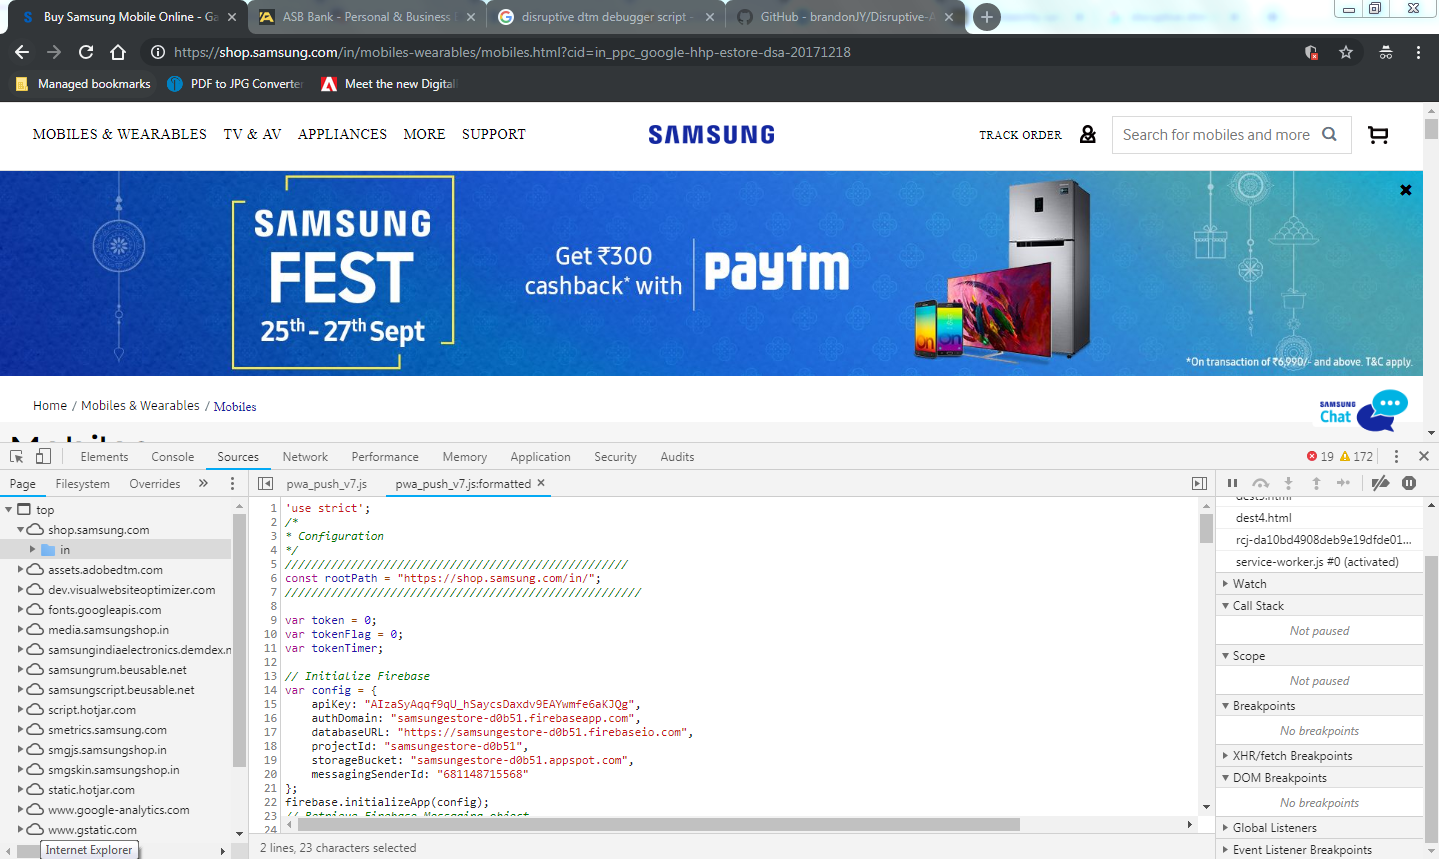 Buy Samsung Mobile Online - Ga
ASB Bank - Personal & Business
disruptive dtm debugger script -
GitHub - brandonJY/Disruptive-A
https://shop.samsung.com/in/mobiles-wearables/mobiles.html?cid=in_ppc_google-hhp-estore-dsa-20171218
Managed bookmarks
PDF to JPG Converter
Meet the new Digital
MOBILES & WEARABLES
TV & AV
APPLIANCES
MORE
SUPPORT
SAMSUNG
TRACK ORDER
Search for mobiles and more
SAMSUNG
FEST
25th - 27th Sept
Get ₹300
cashback* with
paytm
*On transaction of ₹6,990/- and above. T&C apply.
Home / Mobiles & Wearables / Mobiles
SAMSUNG
Chat
Mobiles
Elements
Console
Sources
Network
Performance
Memory
Application
Security
Audits
19
172
Page
Filesystem
Overrides
pwa_push_v7.js
pwa_push_v7.js:formatted
top
shop.samsung.com
in
assets.adobedtm.com
dev.visualwebsiteoptimizer.com
fonts.googleapis.com
media.samsungshop.in
samsungindiaelectronics.demdex.n
samsungrum.beusable.net
samsungscript.beusable.net
script.hotjar.com
smetrics.samsung.com
smgjs.samsungshop.in
smgskin.samsungshop.in
static.hotjar.com
www.google-analytics.com
www.gstatic.com
Internet Explorer
1 'use strict';
2 /*
3 * Configuration
4 */
5 ////////////////////////////////////////////////////
6 const rootPath = "https://shop.samsung.com/in/";
7 //////////////////////////////////////////////////////
8
9 var token = 0;
10 var tokenFlag = 0;
11 var tokenTimer;
12
13 // Initialize Firebase
14 var config = {
15 apiKey: "AIzaSyAqqf9qU_hSaycsDaxdv9EAYwmfe6aKJQg",
16 authDomain: "samsungestore-d0b51.firebaseapp.com",
17 databaseURL: "https://samsungestore-d0b51.firebaseio.com",
18 projectId: "samsungestore-d0b51",
19 storageBucket: "samsungestore-d0b51.appspot.com",
20 messagingSenderId: "681148715568"
21 };
22 firebase.initializeApp(config);
23 // Retrieve Firebase Messaging object
24
2 lines, 23 characters selected
dest5.html
dest4.html
rcj-da10bd4908deb9e19dfde01...
service-worker.js #0 (activated)
Watch
Call Stack
Not paused
Scope
Not paused
Breakpoints
No breakpoints
XHR/fetch Breakpoints
DOM Breakpoints
No breakpoints
Global Listeners
Event Listener Breakpoints